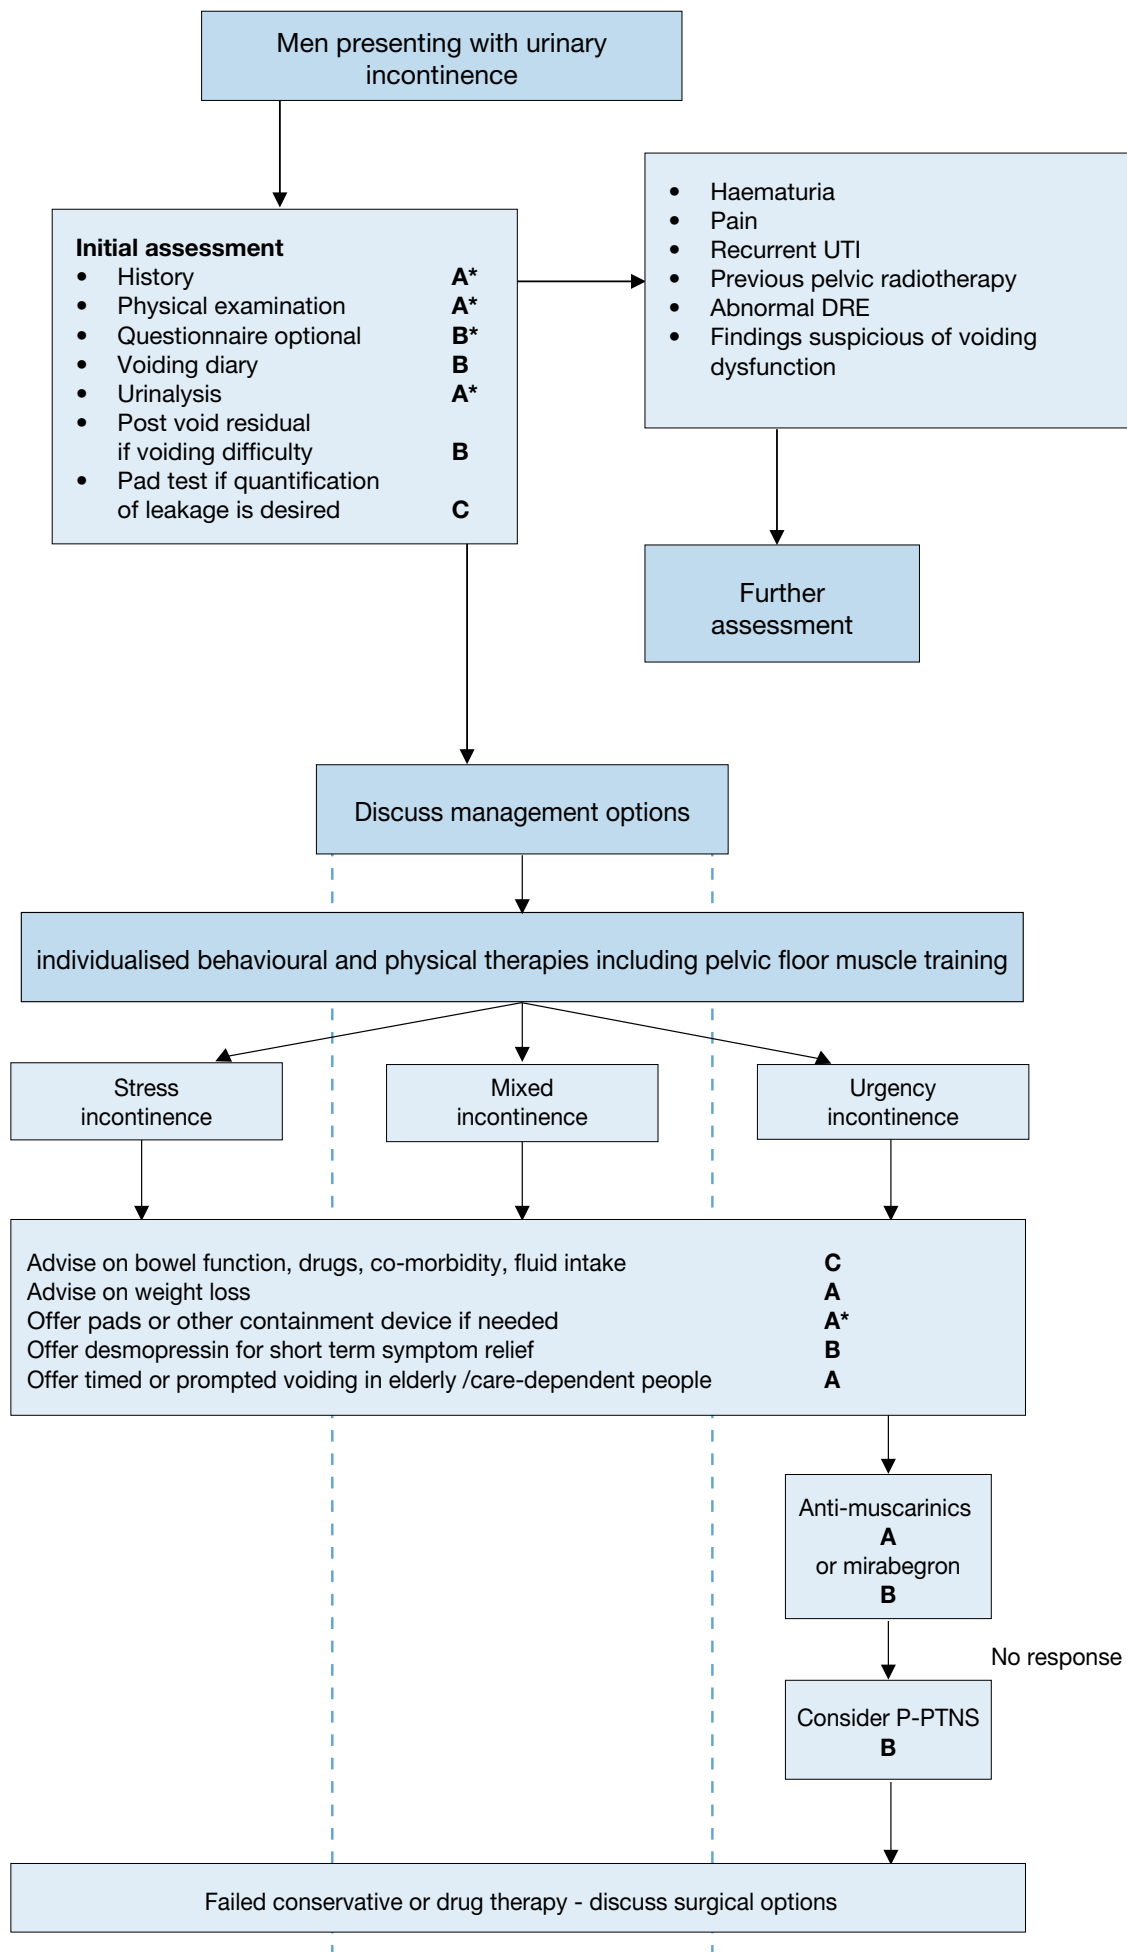 Men presenting with urinary
incontinence
Initial assessment
• History A*
• Physical examination A*
• Questionnaire optional B*
• Voiding diary B
• Urinalysis A*
• Post void residual
if voiding difficulty B
• Pad test if quantification
of leakage is desired C
• Haematuria
• Pain
• Recurrent UTI
• Previous pelvic radiotherapy
• Abnormal DRE
• Findings suspicious of voiding
dysfunction
Further
assessment
Discuss management options
individualised behavioural and physical therapies including pelvic floor muscle training
Stress
incontinence
Mixed
incontinence
Urgency
incontinence
Advise on bowel function, drugs, co-morbidity, fluid intake C
Advise on weight loss A
Offer pads or other containment device if needed A*
Offer desmopressin for short term symptom relief B
Offer timed or prompted voiding in elderly /care-dependent people A
Anti-muscarinics
A
or mirabegron
B
No response
Consider P-PTNS
B
Failed conservative or drug therapy - discuss surgical options